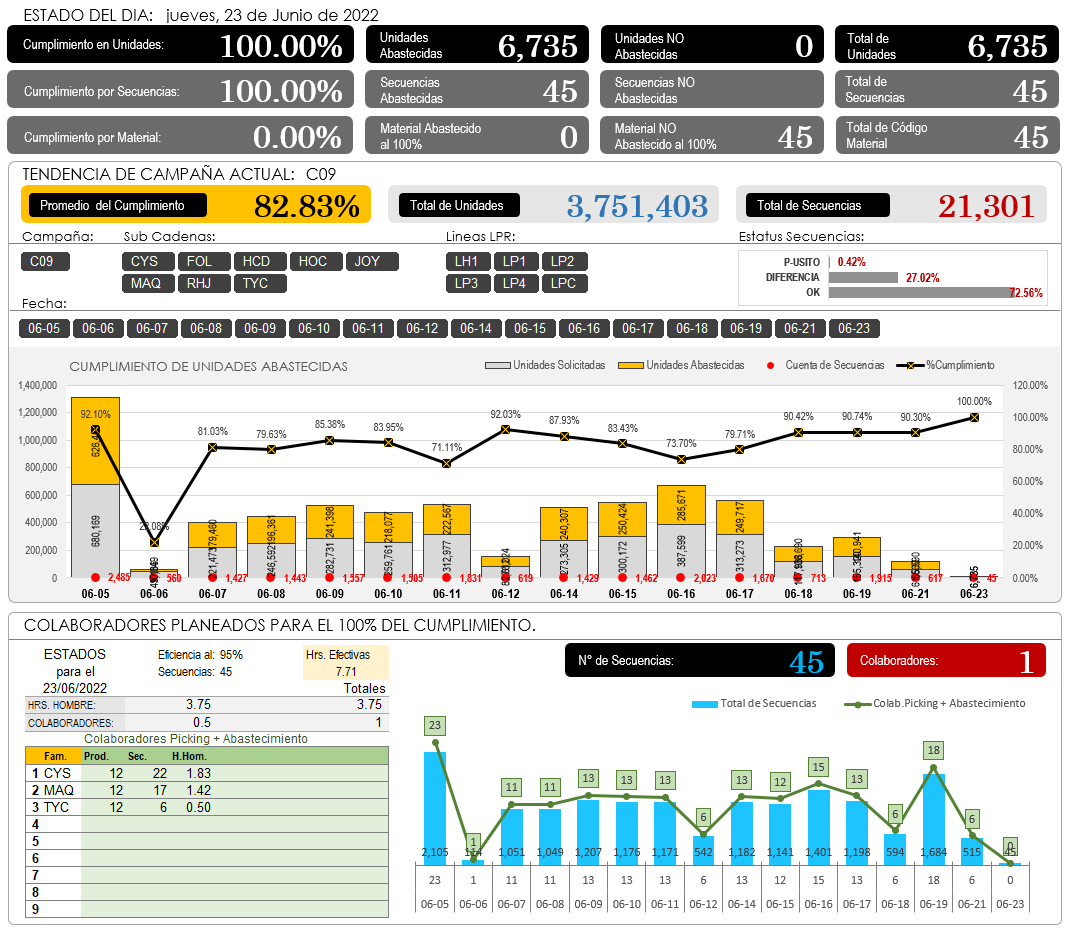 ESTADO DEL DIA: jueves, 23 de Junio de 2022
Cumplimiento en Unidades: 100.00%
Unidades Abastecidas 6,735
Unidades NO Abastecidas 0
Total de Unidades 6,735
Cumplimiento por Secuencias: 100.00%
Secuencias Abastecidas 45
Secuencias NO Abastecidas
Total de Secuencias 45
Cumplimiento por Material: 0.00%
Material Abastecido al 100% 0
Material NO Abastecido al 100% 45
Total de Código Material 45
TENDENCIA DE CAMPAÑA ACTUAL: C09
Promedio del Cumplimiento 82.83%
Total de Unidades 3,751,403
Total de Secuencias 21,301
Campaña: Sub Cadenas: Lineas LPR: Estatus Secuencias:
C09 CYS FOL HCD HOC JOY LH1 LP1 LP2
MAQ RHJ TYC LP3 LP4 LPC
P-USITO 0.42%
DIFERENCIA 27.02%
OK 72.56%
Fecha:
06-05 06-06 06-07 06-08 06-09 06-10 06-11 06-12 06-14 06-15 06-16 06-17 06-18 06-19 06-21 06-23
CUMPLIMIENTO DE UNIDADES ABASTECIDAS
Unidades Solicitadas Unidades Abastecidas Cuenta de Secuencias %Cumplimiento
1,400,000 1,200,000 1,000,000 800,000 600,000 400,000 200,000 0
120.00% 100.00% 80.00% 60.00% 40.00% 20.00% 0.00%
92.10% 22.08% 81.03% 79.63% 85.38% 83.95% 71.11% 92.03% 87.93% 83.43% 73.70% 79.71% 90.42% 90.74% 90.30% 100.00%
179,460 196,361 241,398 218,077 222,567 240,307 250,424 285,671 249,717
680,169 221,473 246,592 282,731 259,761 312,977 273,305 300,172 387,599 313,273
2,485 560 1,427 1,443 1,557 1,505 1,831 619 1,429 1,462 2,023 1,670 713 1,915 617 45
06-05 06-06 06-07 06-08 06-09 06-10 06-11 06-12 06-14 06-15 06-16 06-17 06-18 06-19 06-21 06-23
COLABORADORES PLANEADOS PARA EL 100% DEL CUMPLIMIENTO.
ESTADOS para el 23/06/2022
Eficiencia al: 95%
Secuencias: 45
Hrs. Efectivas
7.71
Totales
HRS. HOMBRE: 3.75 3.75
COLABORADORES: 0.5 1
Colaboradores Picking + Abastecimiento
Fam. Prod. Sec. H.Hom.
1 CYS 12 22 1.83
2 MAQ 12 17 1.42
3 TYC 12 6 0.50
4
5
6
7
8
9
N° de Secuencias: 45
Colaboradores: 1
Total de Secuencias Colab.Picking + Abastecimiento
23 1 11 11 13 13 13 6 13 12 15 13 6 18 6 0
2,105 1,051 1,049 1,207 1,176 1,171 542 1,182 1,141 1,401 1,198 594 1,684 515 45
23 1 11 11 13 13 13 6 13 12 15 13 6 18 6 0
06-05 06-06 06-07 06-08 06-09 06-10 06-11 06-12 06-14 06-15 06-16 06-17 06-18 06-19 06-21 06-23